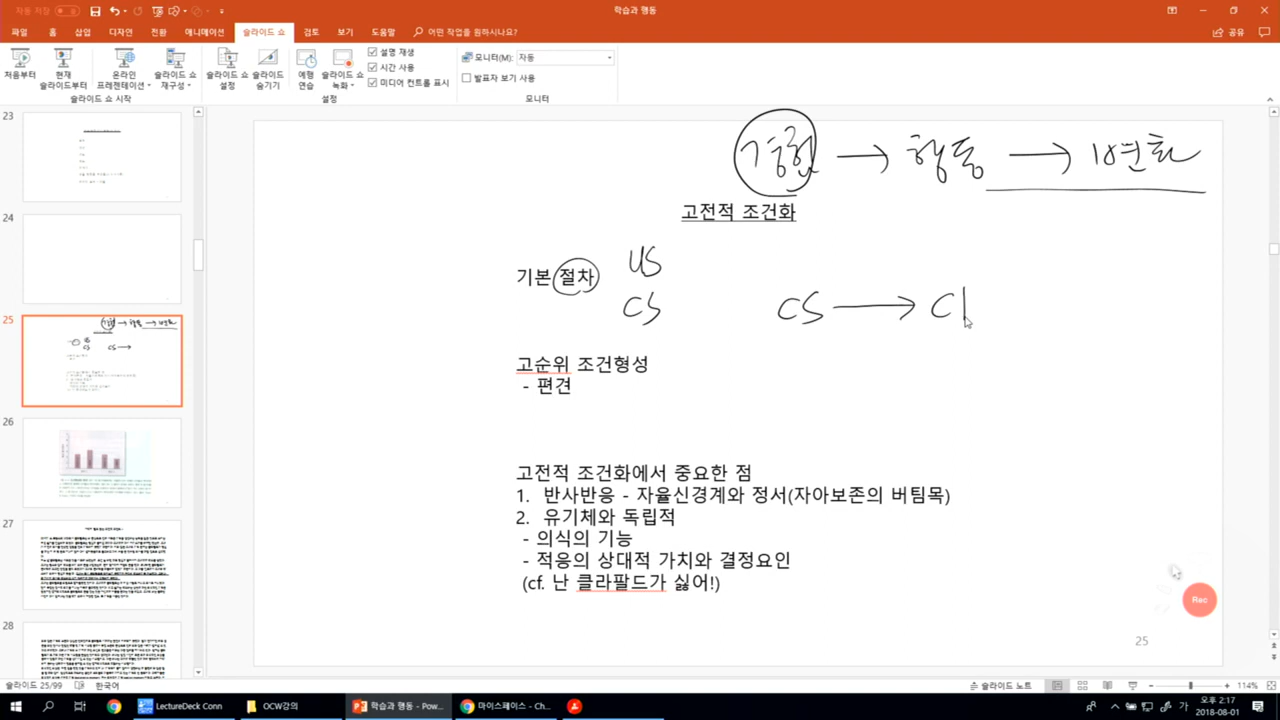 자동 저장
학습과 행동
파일 홈 삽입 디자인 전환 애니메이션 슬라이드 쇼 검토 보기 도움말 어떤 작업을 원하시나요? 공유
처음부터
현재 슬라이드부터
온라인 프레젠테이션
슬라이드 쇼 재구성
슬라이드 쇼 설정
슬라이드 숨기기
예행 연습
슬라이드 쇼 녹화
설명 재생
시간 사용
미디어 컨트롤 표시
모니터(M): 자동
발표자 보기 사용
슬라이드 쇼 시작 설정 모니터
23
24
25
26
27
28
경험 → 행동 → 변화
고전적 조건화
US
기본 절차
CS CS → C
고순위 조건형성
- 편견
고전적 조건화에서 중요한 점
1. 반사반응 - 자율신경계와 정서(자아보존의 버팀목)
2. 유기체와 독립적
- 의식의 기능
- 적응의 상대적 가치와 결정요인
(cf. 난 클라팔드가 싫어!)
Rec
25
슬라이드 25/99 한국어 슬라이드 노트 114%
LectureDeck Conn OCW강의 학습과 행동 - Pow... 마이스페이스 - Ch... 가 오후 2:17
2018-08-01